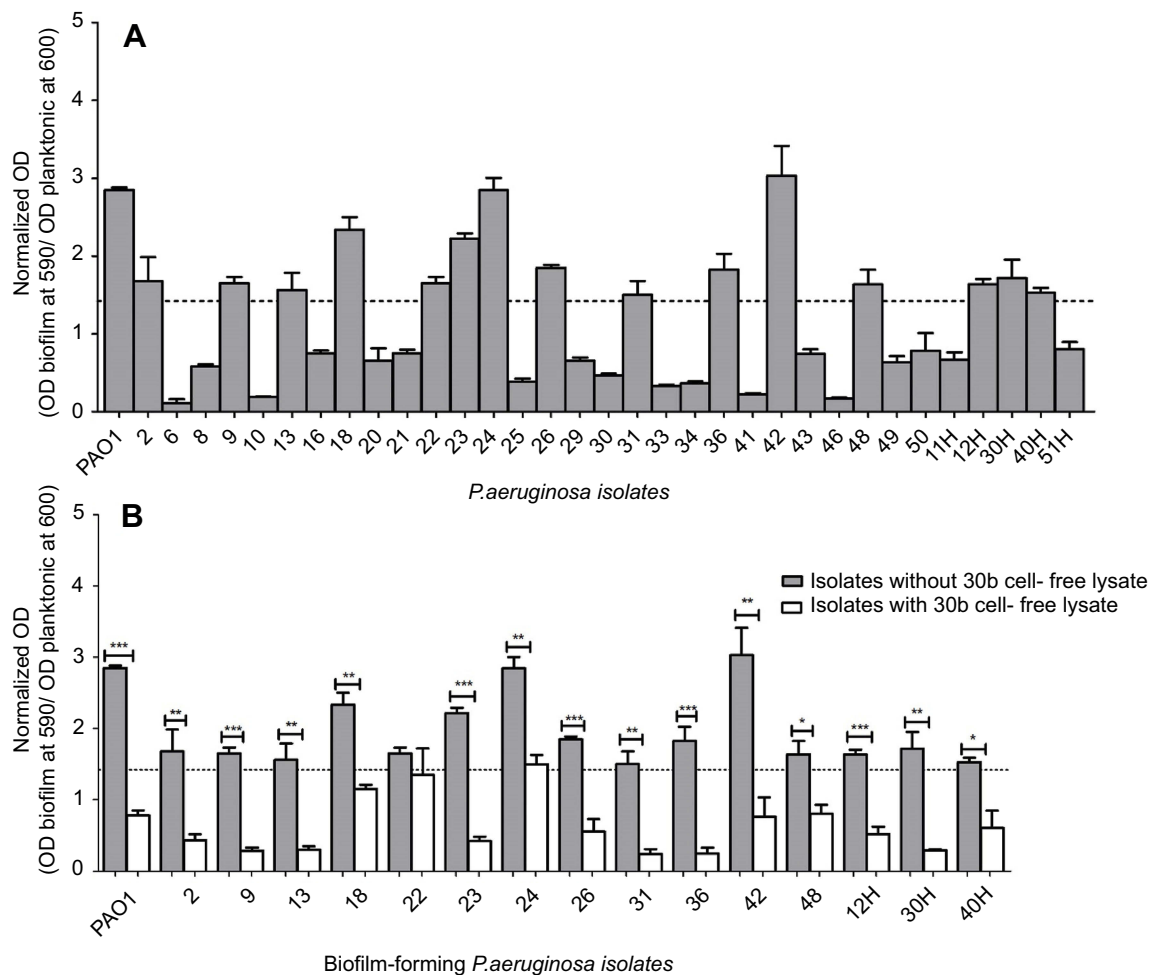 A
Normalized OD
(OD biofilm at 590/ OD planktonic at 600)
5
4
3
2
1
0
PAO1 2 6 8 9 10 13 16 18 20 21 22 23 24 25 26 29 30 31 33 34 36 41 42 43 46 48 49 50 11H 12H 30H 40H 51H
P.aeruginosa isolates
B
Normalized OD
(OD biofilm at 590/ OD planktonic at 600)
5
4
3
2
1
0
Isolates without 30b cell- free lysate
Isolates with 30b cell- free lysate
*** ** *** ** ** *** ** *** ** *** ** * *** ** *
PAO1 2 9 13 18 22 23 24 26 31 36 42 48 12H 30H 40H
Biofilm-forming P.aeruginosa isolates